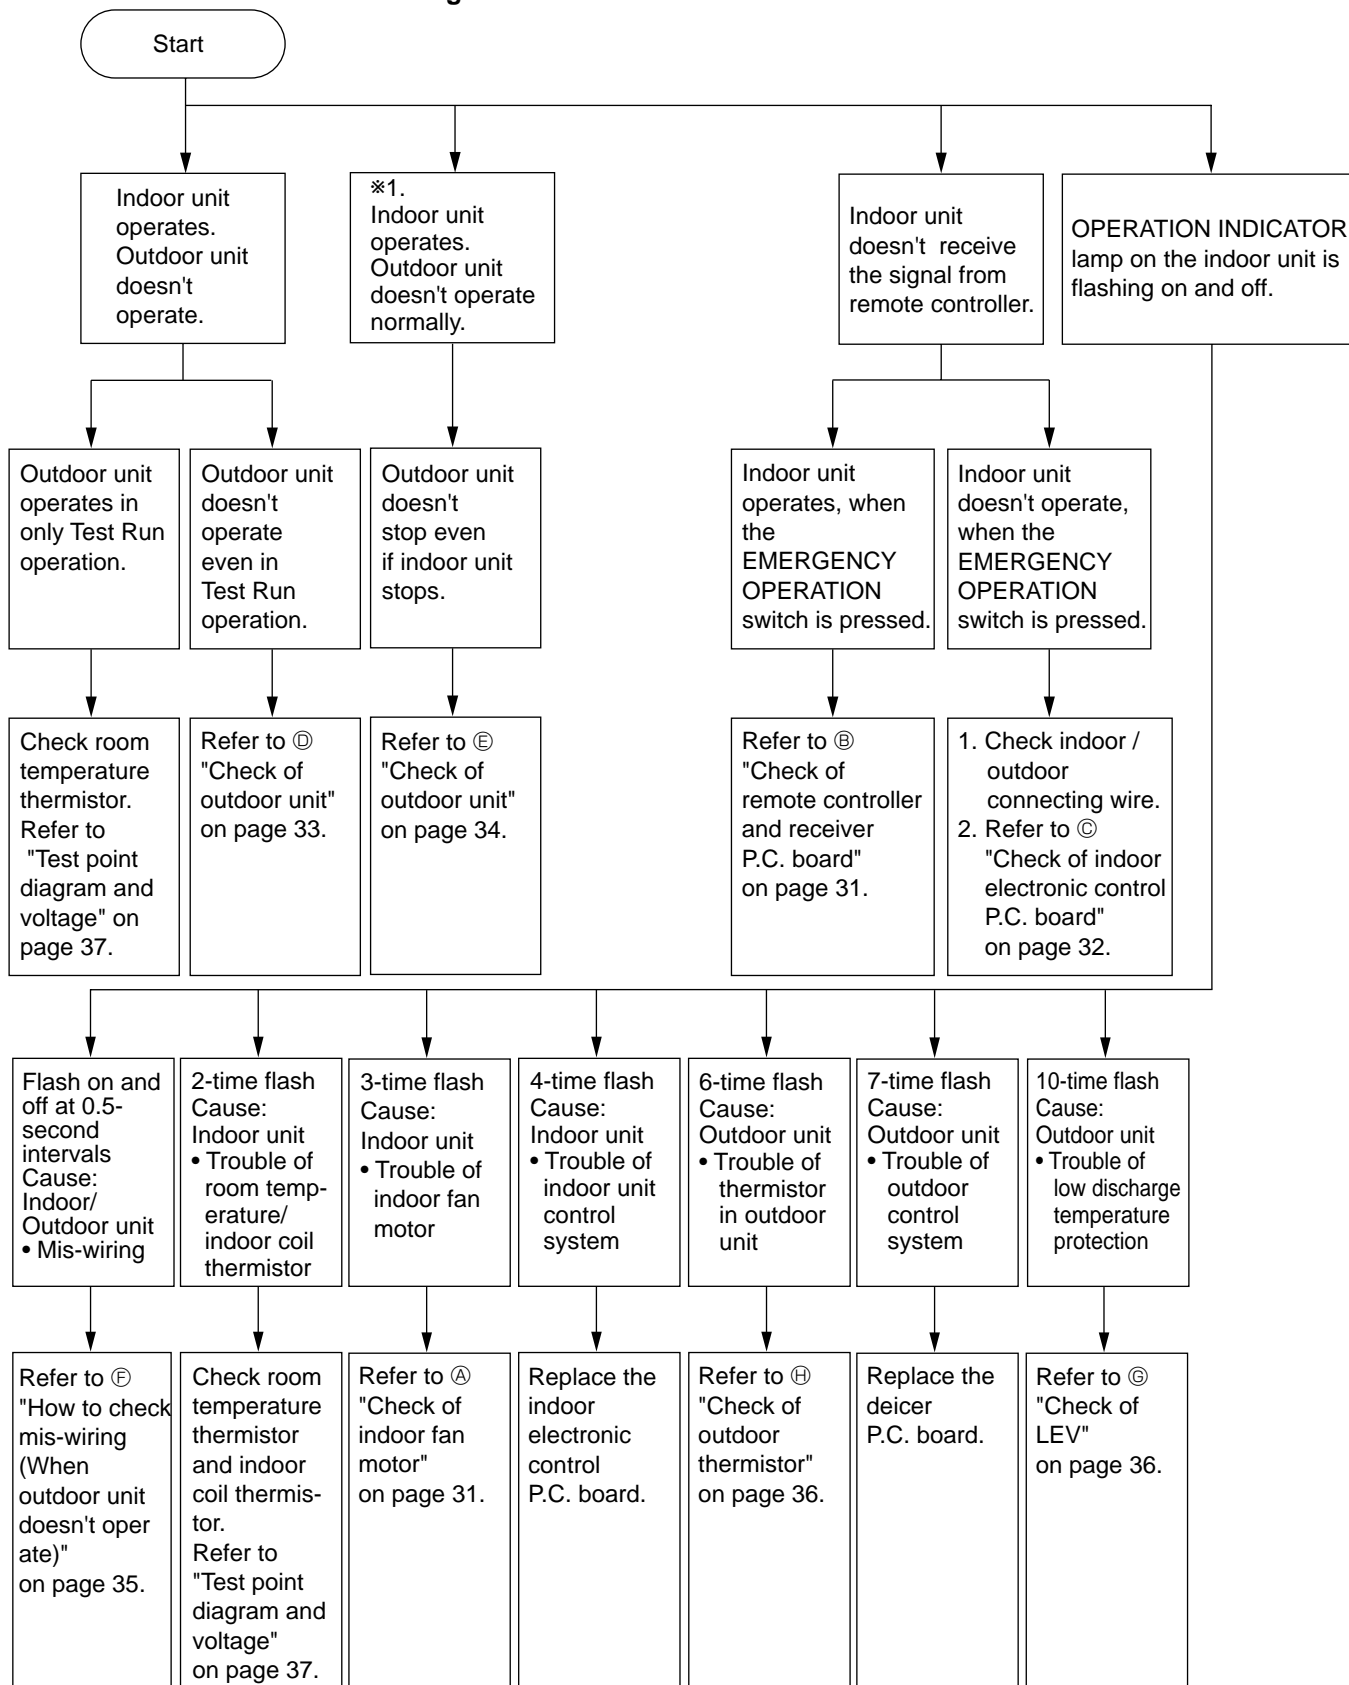 Start
Indoor unit
operates.
Outdoor unit
doesn't
operate.
※1.
Indoor unit
operates.
Outdoor unit
doesn't operate
normally.
Indoor unit
doesn't receive
the signal from
remote controller.
OPERATION INDICATOR
lamp on the indoor unit is
flashing on and off.
Outdoor unit
operates in
only Test Run
operation.
Outdoor unit
doesn't
operate
even in
Test Run
operation.
Outdoor unit
doesn't
stop even
if indoor unit
stops.
Indoor unit
operates, when
the
EMERGENCY
OPERATION
switch is pressed.
Indoor unit
doesn't operate,
when the
EMERGENCY
OPERATION
switch is pressed.
Check room
temperature
thermistor.
Refer to
"Test point
diagram and
voltage" on
page 37.
Refer to Ⓓ
"Check of
outdoor unit"
on page 33.
Refer to Ⓔ
"Check of
outdoor unit"
on page 34.
Refer to Ⓑ
"Check of
remote controller
and receiver
P.C. board"
on page 31.
1. Check indoor /
outdoor
connecting wire.
2. Refer to Ⓒ
"Check of indoor
electronic control
P.C. board"
on page 32.
Flash on and
off at 0.5-
second
intervals
Cause:
Indoor/
Outdoor unit
• Mis-wiring
2-time flash
Cause:
Indoor unit
• Trouble of
room temp-
erature/
indoor coil
thermistor
3-time flash
Cause:
Indoor unit
• Trouble of
indoor fan
motor
4-time flash
Cause:
Indoor unit
• Trouble of
indoor unit
control
system
6-time flash
Cause:
Outdoor unit
• Trouble of
thermistor
in outdoor
unit
7-time flash
Cause:
Outdoor unit
• Trouble of
outdoor
control
system
10-time flash
Cause:
Outdoor unit
• Trouble of
low discharge
temperature
protection
Refer to Ⓕ
"How to check
mis-wiring
(When
outdoor unit
doesn't oper
ate)"
on page 35.
Check room
temperature
thermistor
and indoor
coil thermis-
tor.
Refer to
"Test point
diagram and
voltage"
on page 37.
Refer to Ⓐ
"Check of
indoor fan
motor"
on page 31.
Replace the
indoor
electronic
control
P.C. board.
Refer to Ⓗ
"Check of
outdoor
thermistor"
on page 36.
Replace the
deicer
P.C. board.
Refer to Ⓖ
"Check of
LEV"
on page 36.